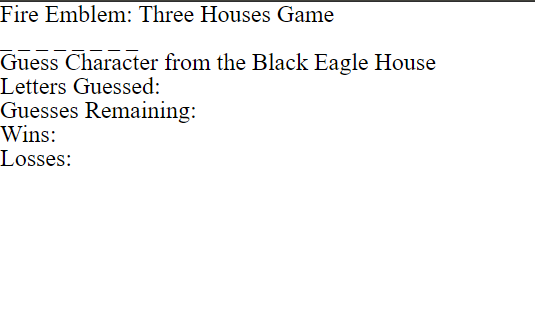 Fire Emblem: Three Houses Game
_ _ _ _ _ _ _ _
Guess Character from the Black Eagle House
Letters Guessed:
Guesses Remaining:
Wins:
Losses: